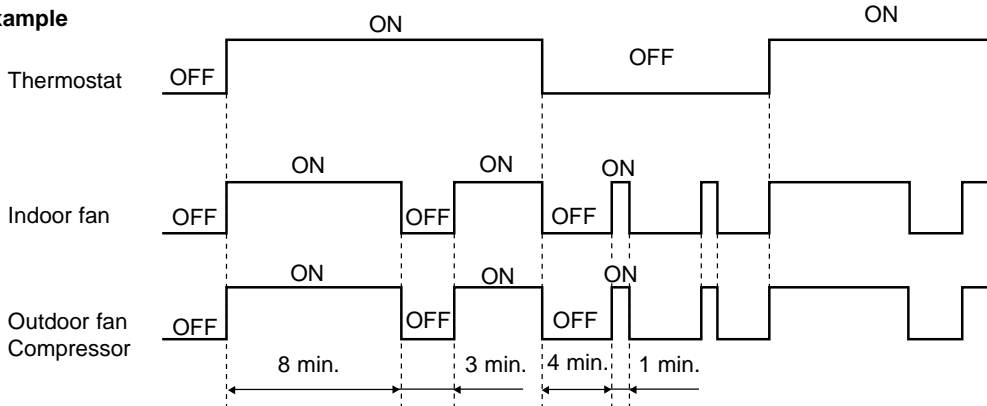 xample
ON
ON
Thermostat
OFF
OFF
ON
ON
ON
Indoor fan
OFF
OFF
OFF
ON
ON
ON
Outdoor fan
Compressor
OFF
OFF
OFF
8 min.
3 min.
4 min.
1 min.